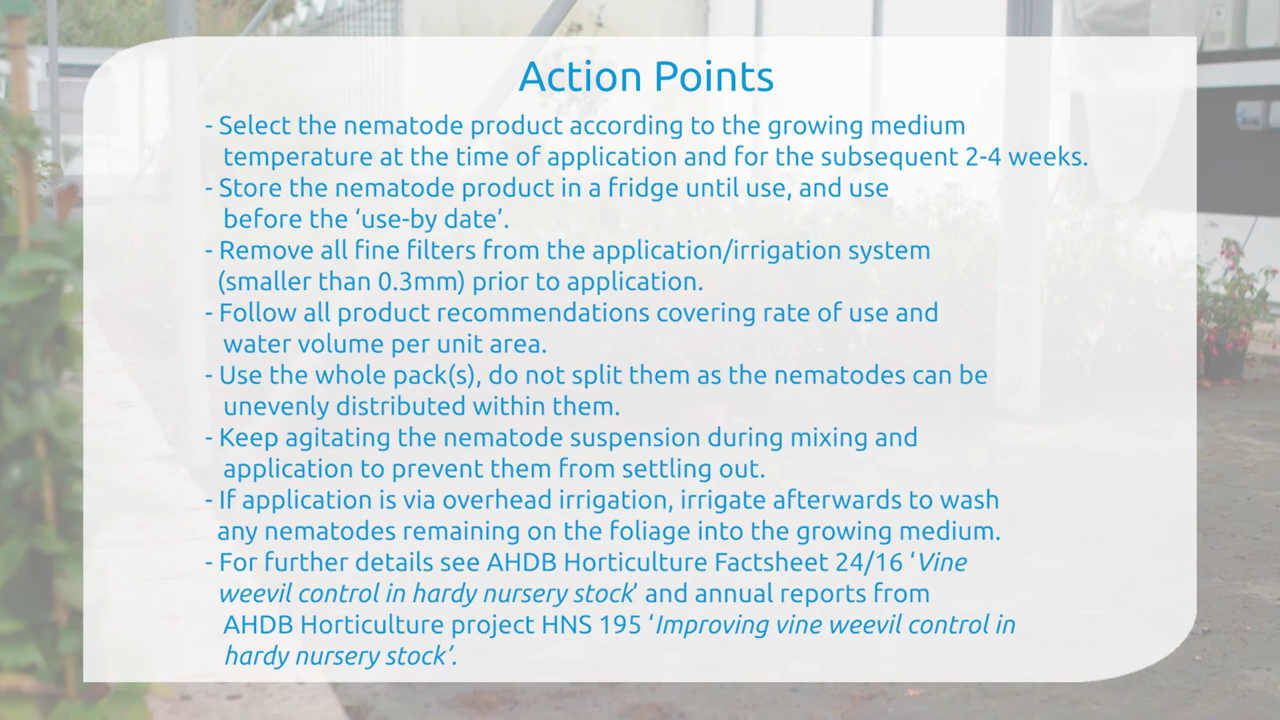 Action Points
- Select the nematode product according to the growing medium
temperature at the time of application and for the subsequent 2-4 weeks.
- Store the nematode product in a fridge until use, and use
before the ‘use-by date’.
- Remove all fine filters from the application/irrigation system
(smaller than 0.3mm) prior to application.
- Follow all product recommendations covering rate of use and
water volume per unit area.
- Use the whole pack(s), do not split them as the nematodes can be
unevenly distributed within them.
- Keep agitating the nematode suspension during mixing and
application to prevent them from settling out.
- If application is via overhead irrigation, irrigate afterwards to wash
any nematodes remaining on the foliage into the growing medium.
- For further details see AHDB Horticulture Factsheet 24/16 ‘Vine
weevil control in hardy nursery stock’ and annual reports from
AHDB Horticulture project HNS 195 ‘Improving vine weevil control in
hardy nursery stock’.